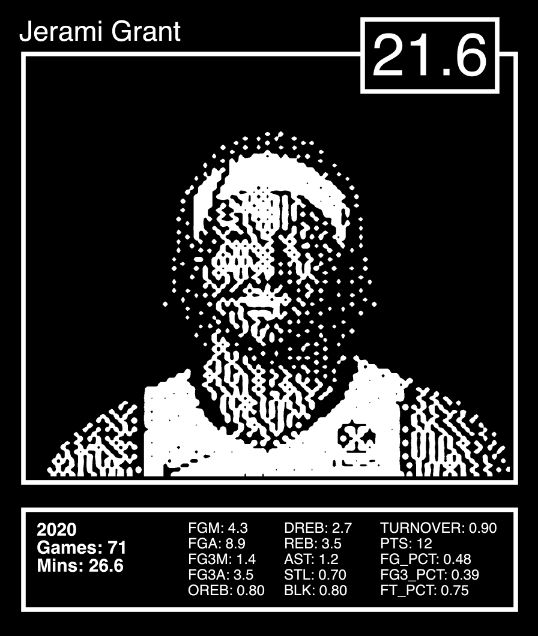 Jerami Grant
21.6
2020
Games: 71
Mins: 26.6
FGM: 4.3
FGA: 8.9
FG3M: 1.4
FG3A: 3.5
OREB: 0.80
DREB: 2.7
REB: 3.5
AST: 1.2
STL: 0.70
BLK: 0.80
TURNOVER: 0.90
PTS: 12
FG_PCT: 0.48
FG3_PCT: 0.39
FT_PCT: 0.75